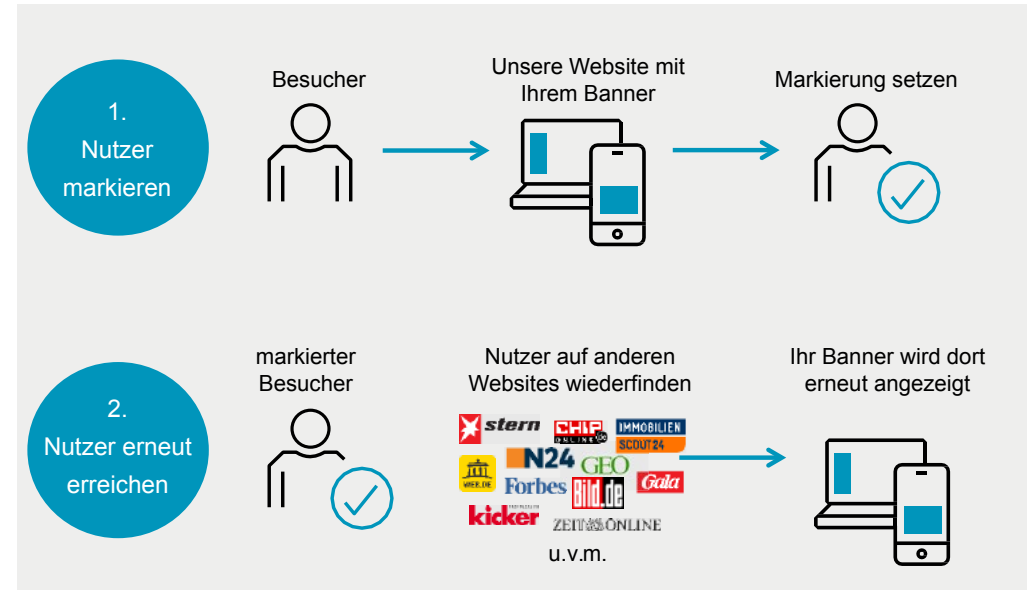 1.
Nutzer
markieren
Besucher
Unsere Website mit
Ihrem Banner
Markierung setzen
2.
Nutzer erneut
erreichen
markierter
Besucher
Nutzer auf anderen
Websites wiederfinden
stern
CHIP
ONLINE
IMMOBILIEN
SCOUT24
WEB.DE
N24
GEO
Forbes
Bild.de
Gala
kicker
ZEIT ONLINE
u.v.m.
Ihr Banner wird dort
erneut angezeigt